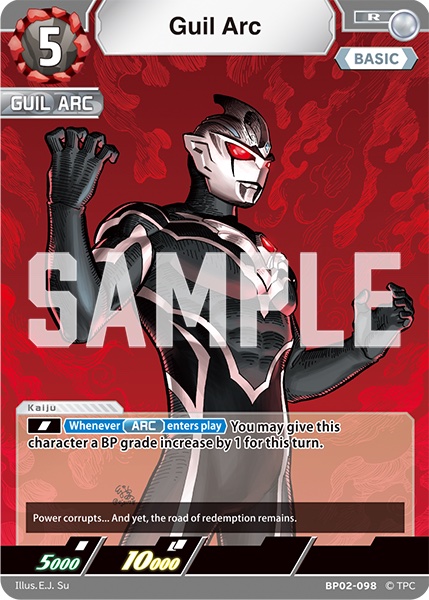 5
Guil Arc
R
BASIC
GUIL ARC
SAMPLE
Kaiju
Whenever ARC enters play You may give this
character a BP grade increase by 1 for this turn.
Power corrupts... And yet, the road of redemption remains.
5000
10000
Illus.E.J. Su
BP02-098 © TPC